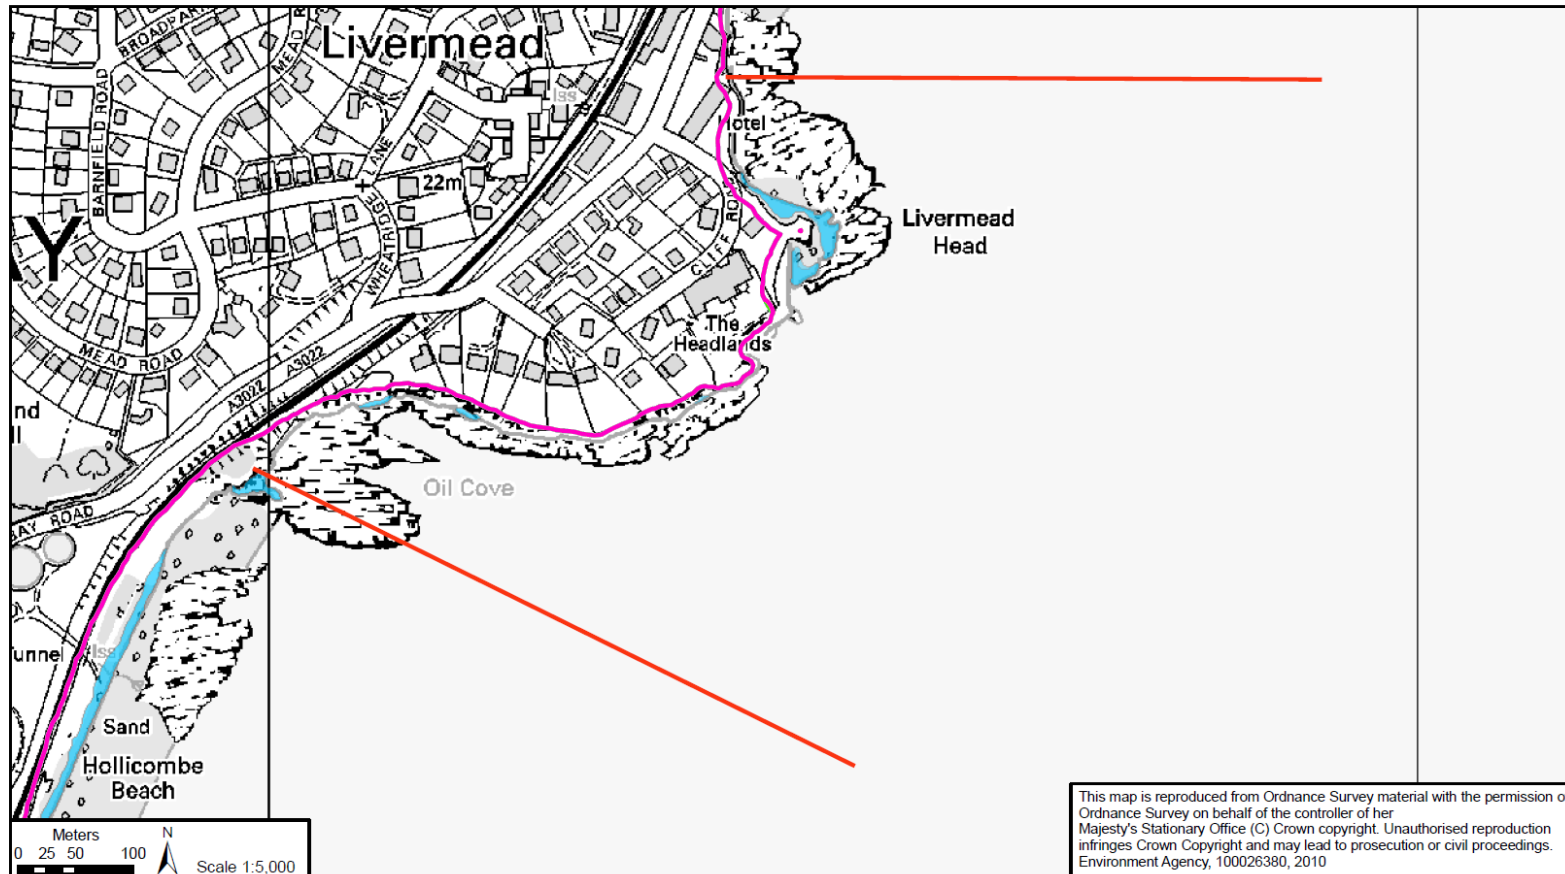 Livermead
BROADPARK
MEAD R
BARNFIELD ROAD
Iss
Hotel
22m
WHEATRIDGE LANE
CLIFF ROAD
Livermead
Head
AY
The
Headlands
MEAD ROAD
A3022
A3022
nd
ll
Oil Cove
BAY ROAD
Tunnel
Iss
Sand
Hollicombe
Beach
Meters
N
0 25 50 100
Scale 1:5,000
This map is reproduced from Ordnance Survey material with the permission o
Ordnance Survey on behalf of the controller of her
Majesty's Stationary Office (C) Crown copyright. Unauthorised reproduction
infringes Crown Copyright and may lead to prosecution or civil proceedings.
Environment Agency, 100026380, 2010